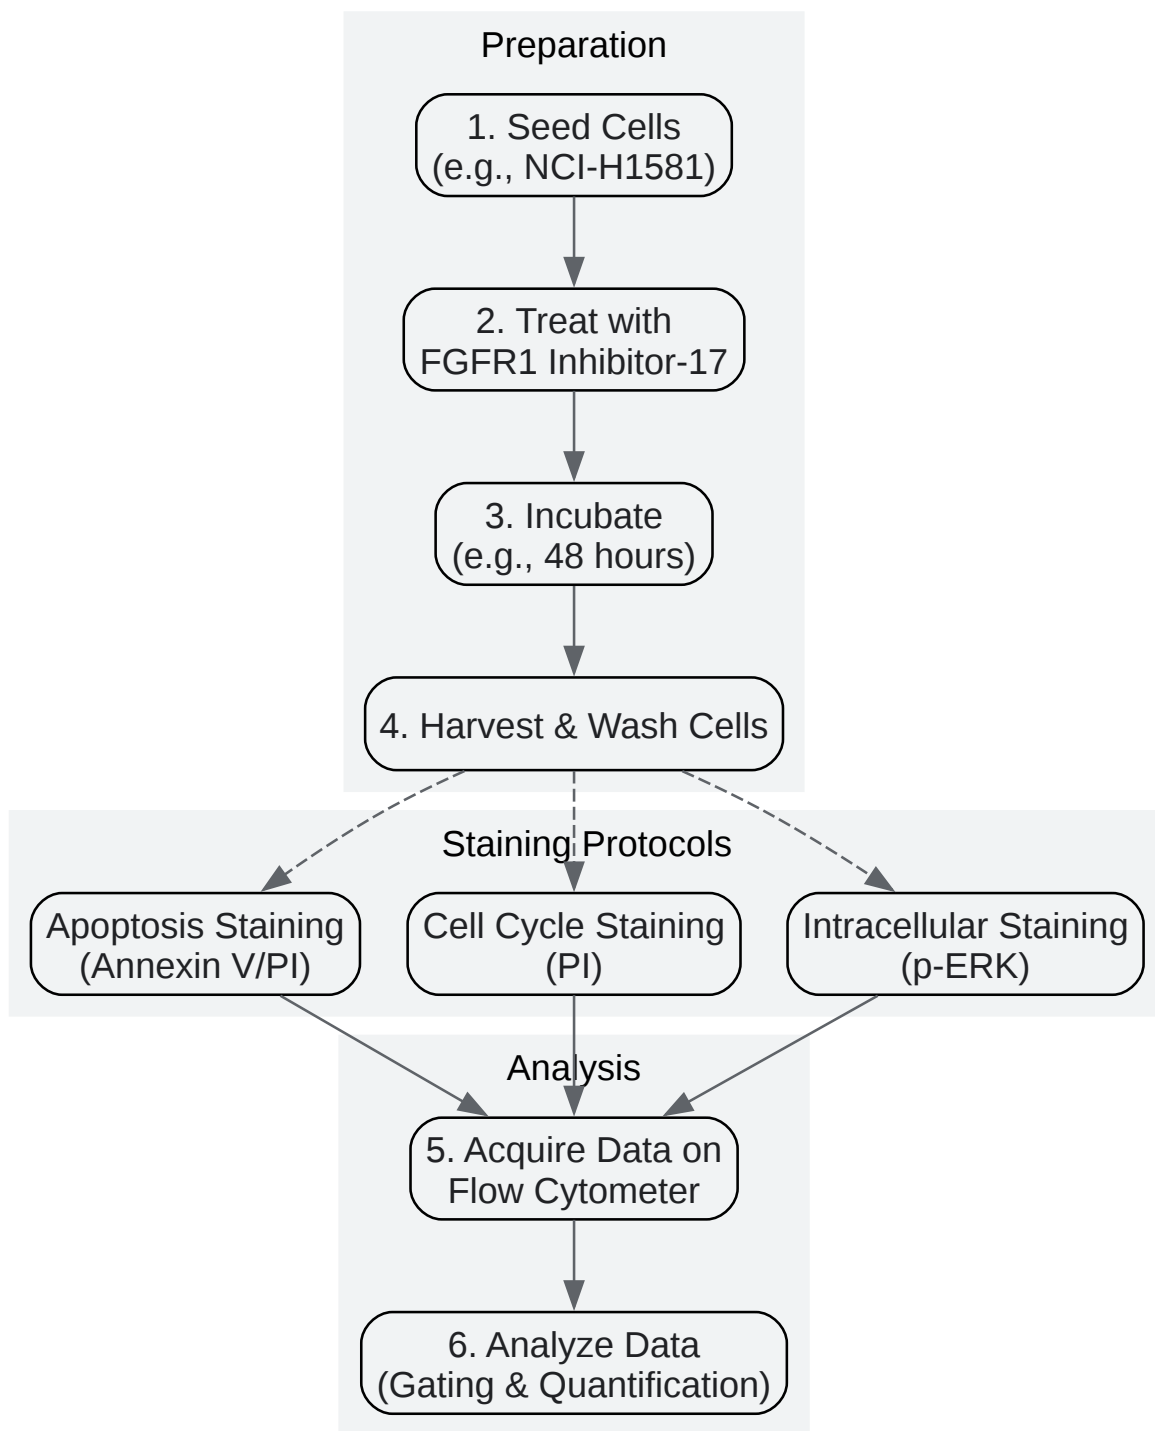 Preparation
1. Seed Cells
(e.g., NCI-H1581)
2. Treat with
FGFR1 Inhibitor-17
3. Incubate
(e.g., 48 hours)
4. Harvest & Wash Cells
Staining Protocols
Apoptosis Staining
(Annexin V/PI)
Cell Cycle Staining
(PI)
Intracellular Staining
(p-ERK)
Analysis
5. Acquire Data on
Flow Cytometer
6. Analyze Data
(Gating & Quantification)